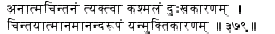 अनात्मचिन्तनं त्यक्त्वा कश्मलं दुःखकारणम् ।
चिन्तयात्मानमानन्दरूपं यन्मुक्तिकारणम् ॥ ३७९ ॥